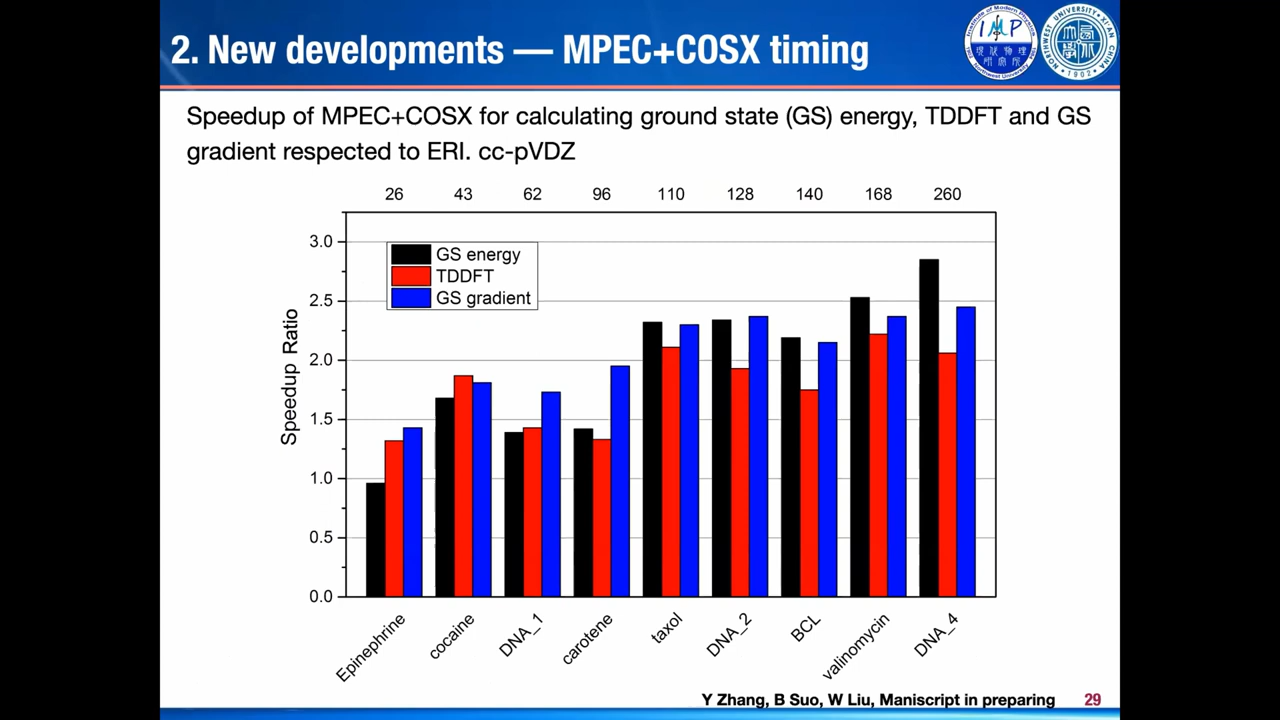 2. New developments — MPEC+COSX timing
Speedup of MPEC+COSX for calculating ground state (GS) energy, TDDFT and GS
gradient respected to ERI. cc-pVDZ
26 43 62 96 110 128 140 168 260
3.0
2.5
2.0
1.5
1.0
0.5
0.0
Speedup Ratio
GS energy
TDDFT
GS gradient
Epinephrine cocaine DNA_1 carotene taxol DNA_2 BCL valinomycin DNA_4
Y Zhang, B Suo, W Liu, Maniscript in preparing 29